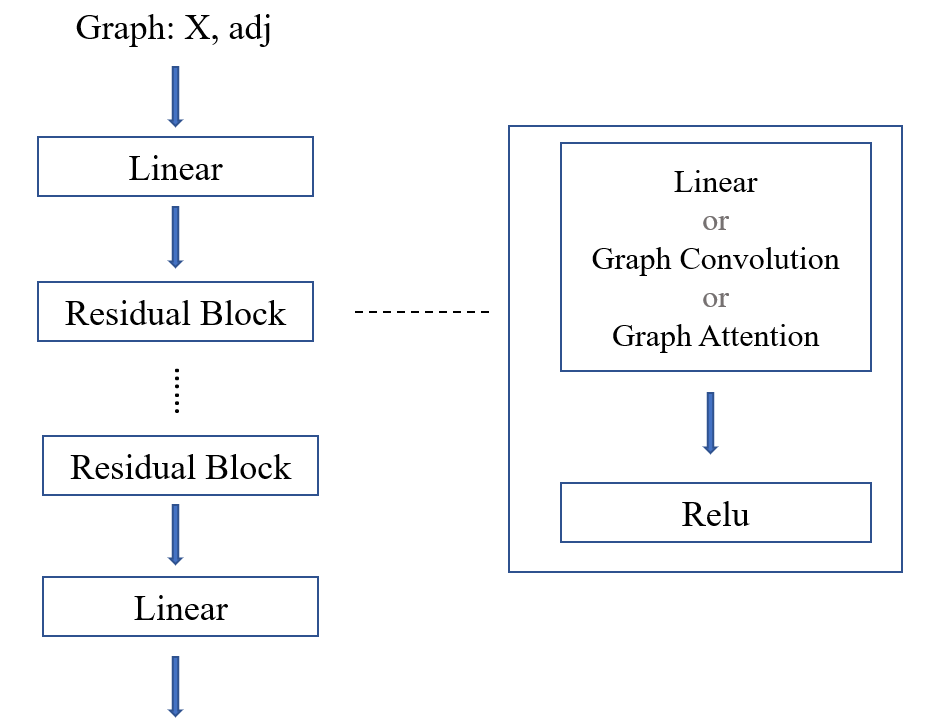 Graph: X, adj
Linear
Residual Block
Residual Block
Linear
Linear
or
Graph Convolution
or
Graph Attention
Relu